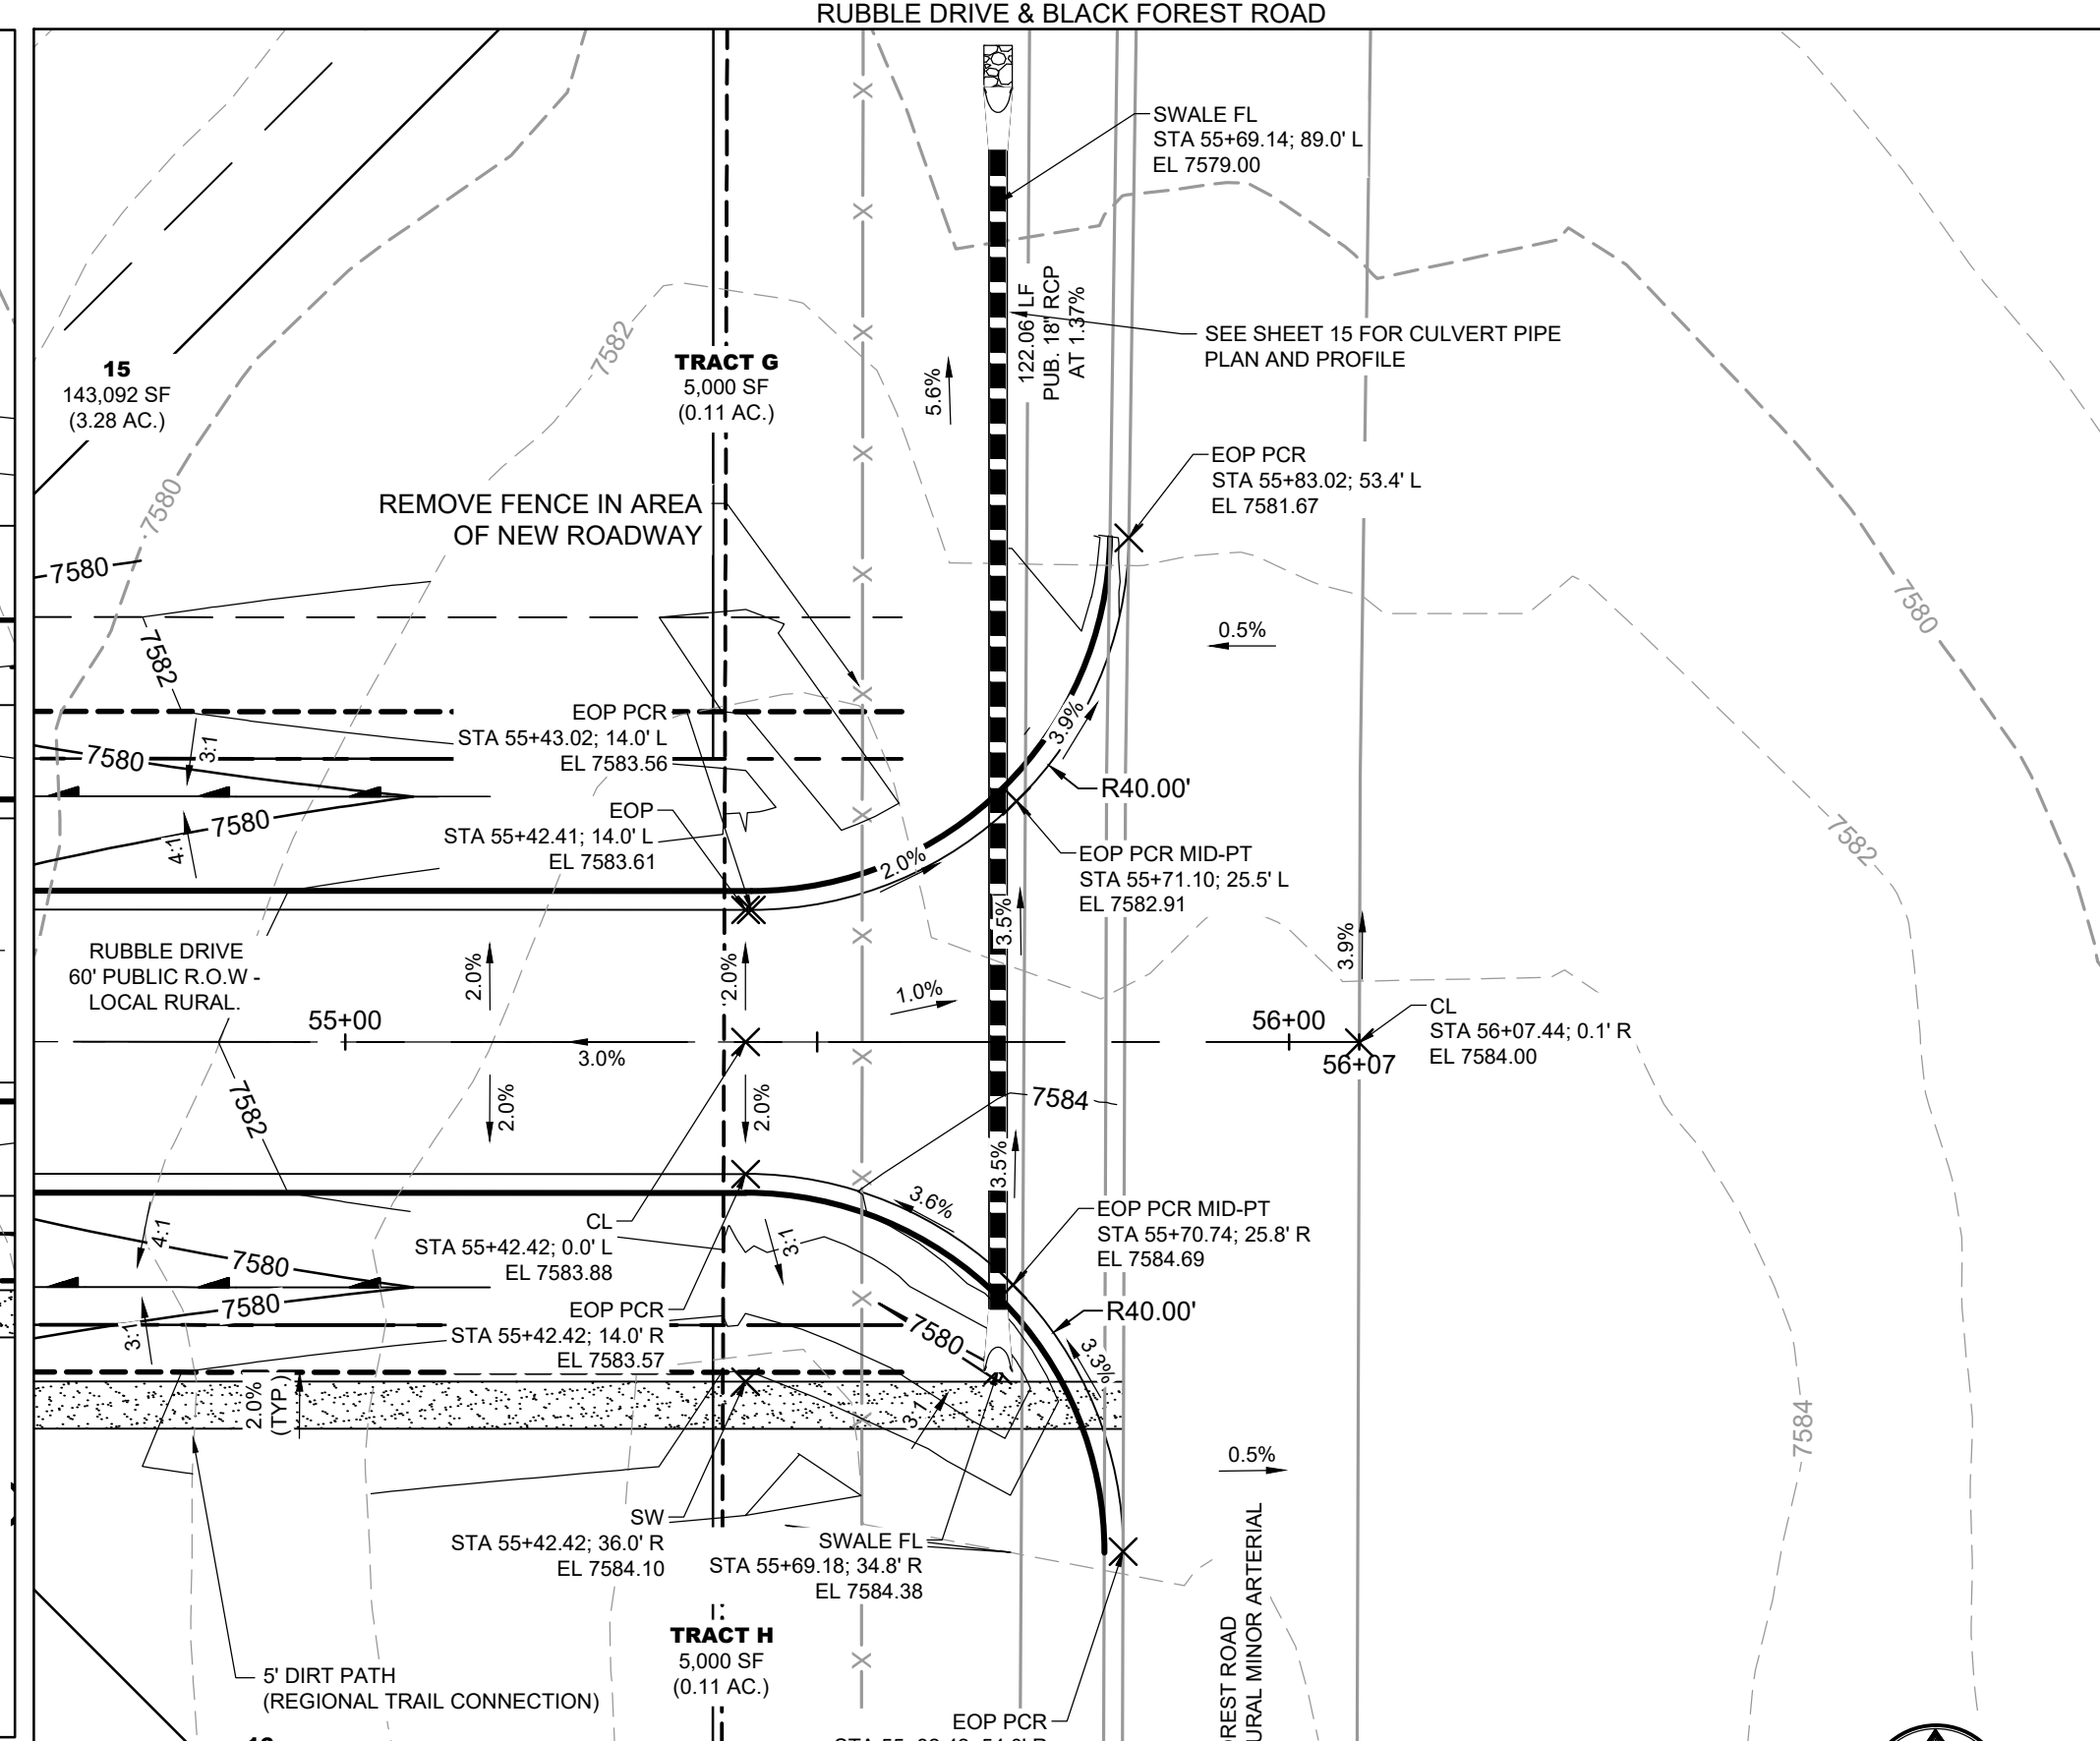 RUBBLE DRIVE & BLACK FOREST ROAD
SWALE FL
STA 55+69.14; 89.0' L
EL 7579.00
122.06 LF
PUB. 18" RCP
AT 1.37%
SEE SHEET 15 FOR CULVERT PIPE
PLAN AND PROFILE
7582
TRACT G
5,000 SF
(0.11 AC.)
15
143,092 SF
(3.28 AC.)
5.6%
EOP PCR
STA 55+83.02; 53.4' L
EL 7581.67
7580
REMOVE FENCE IN AREA
OF NEW ROADWAY
7580
7580
0.5%
7582
EOP PCR
STA 55+43.02; 14.0' L
EL 7583.56
3.9%
3:1
7580
R40.00'
EOP
STA 55+42.41; 14.0' L
EL 7583.61
7580
4:1
2.0%
EOP PCR MID-PT
STA 55+71.10; 25.5' L
EL 7582.91
7582
3.5%
3.9%
RUBBLE DRIVE
60' PUBLIC R.O.W -
LOCAL RURAL.
2.0%
2.0%
1.0%
55+00
56+00
CL
STA 56+07.44; 0.1' R
EL 7584.00
3.0%
56+07
7582
2.0%
2.0%
7584
3.5%
3.6%
EOP PCR MID-PT
STA 55+70.74; 25.8' R
EL 7584.69
4:1
CL
STA 55+42.42; 0.0' L
EL 7583.88
3:1
7580
7580
EOP PCR
STA 55+42.42; 14.0' R
EL 7583.57
R40.00'
3:1
7580
3.3%
2.0%
(TYP.)
3:1
7584
0.5%
SW
STA 55+42.42; 36.0' R
EL 7584.10
SWALE FL
STA 55+69.18; 34.8' R
EL 7584.38
TRACT H
5,000 SF
(0.11 AC.)
5' DIRT PATH
(REGIONAL TRAIL CONNECTION)
OREST ROAD
URAL MINOR ARTERIAL
EOP PCR